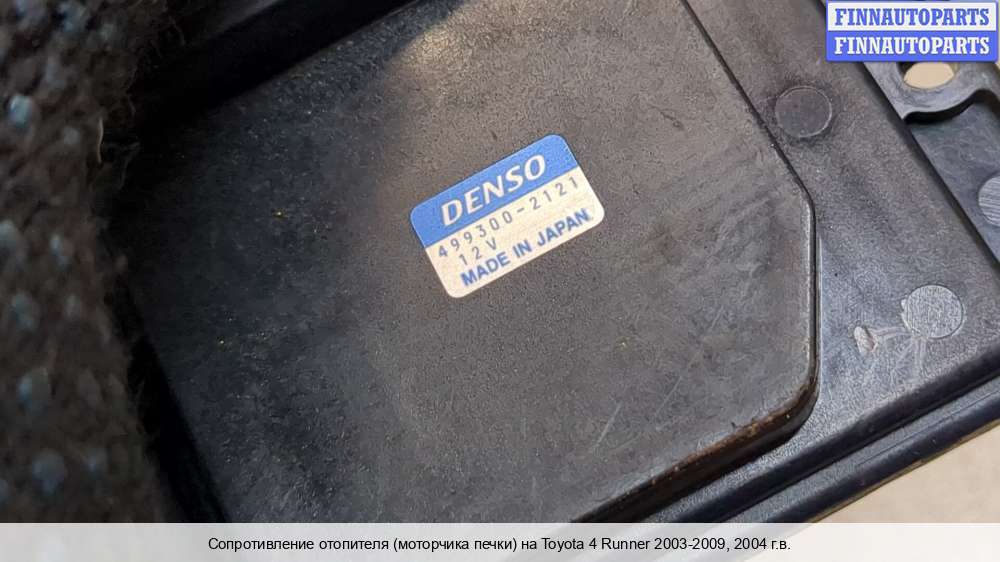 FINNAUTOPARTS
FINNAUTOPARTS
DENSO
499300-2121
12V
MADE IN JAPAN
Сопротивление отопителя (моторчика печки) на Toyota 4 Runner 2003-2009, 2004 г.в.